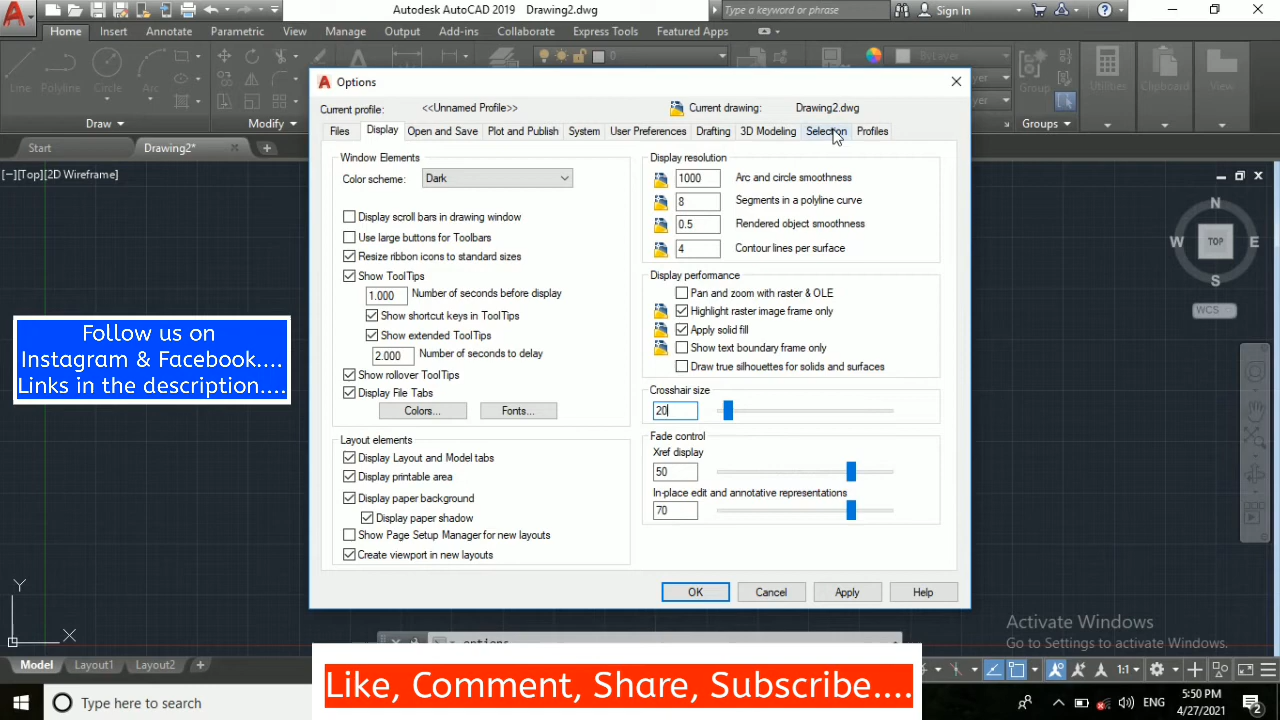 Autodesk AutoCAD 2019 Drawing2.dwg
Type a keyword or phrase
Sign In
Home Insert Annotate Parametric View Manage Output Add-ins Collaborate Express Tools Featured Apps
Line Polyline Circle Arc
0
ByLayer
Group
Utilities
Clipboard
View
Draw
Modify
Groups
Start
Drawing2*
[−][Top][2D Wireframe]
Options
Current profile: <<Unnamed Profile>> Current drawing: Drawing2.dwg
Files Display Open and Save Plot and Publish System User Preferences Drafting 3D Modeling Selection Profiles
Window Elements
Color scheme: Dark
Display scroll bars in drawing window
Use large buttons for Toolbars
Resize ribbon icons to standard sizes
Show ToolTips
1.000 Number of seconds before display
Show shortcut keys in ToolTips
Show extended ToolTips
2.000 Number of seconds to delay
Show rollover ToolTips
Display File Tabs
Colors... Fonts...
Layout elements
Display Layout and Model tabs
Display printable area
Display paper background
Display paper shadow
Show Page Setup Manager for new layouts
Create viewport in new layouts
Display resolution
1000 Arc and circle smoothness
8 Segments in a polyline curve
0.5 Rendered object smoothness
4 Contour lines per surface
Display performance
Pan and zoom with raster & OLE
Highlight raster image frame only
Apply solid fill
Show text boundary frame only
Draw true silhouettes for solids and surfaces
Crosshair size
20
Fade control
Xref display
50
In-place edit and annotative representations
70
OK Cancel Apply Help
N
W TOP E
S
WCS
Follow us on
Instagram & Facebook....
Links in the description....
Y
X
options
Activate Windows
Go to Settings to activate Windows.
Model Layout1 Layout2 +
1:1
Like, Comment, Share, Subscribe....
Type here to search
ENG
5:50 PM
4/27/2021
2